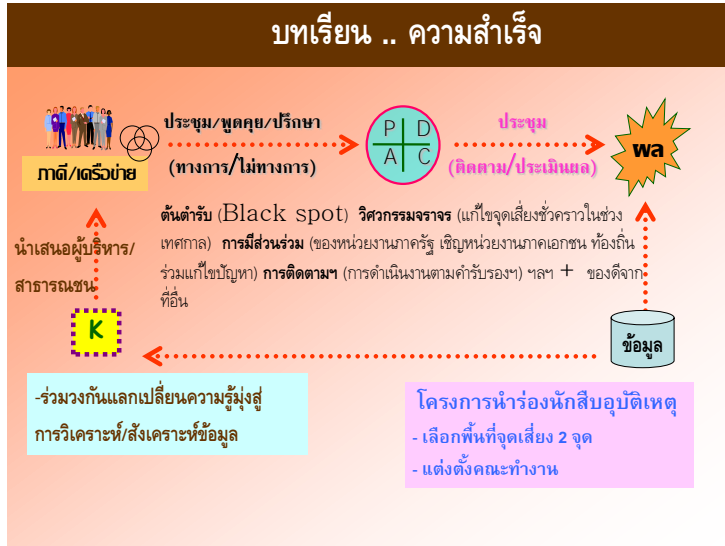 บทเรียน .. ความสำเร็จ
ประชุม/พูดคุย/ปรึกษา
(ทางการ/ไม่ทางการ)
P D
A C
ประชุม
(ติดตาม/ประเมินผล)
ผล
ภาคี/เครือข่าย
ต้นตำรับ (Black spot) วิศวกรรมจราจร (แก้ไขจุดเสี่ยงชั่วคราวในช่วง
เทศกาล) การมีส่วนร่วม (ของหน่วยงานภาครัฐ เชิญหน่วยงานภาคเอกชน ท้องถิ่น
ร่วมแก้ไขปัญหา) การติดตามฯ (การดำเนินงานตามคำรับรองฯ) ฯลฯ + ของดีจาก
ที่อื่น
นำเสนอผู้บริหาร/
สาธารณชน
K
ข้อมูล
-ร่วมวงกันแลกเปลี่ยนความรู้มุ่งสู่
การวิเคราะห์/สังเคราะห์ข้อมูล
โครงการนำร่องนักสืบอุบัติเหตุ
- เลือกพื้นที่จุดเสี่ยง 2 จุด
- แต่งตั้งคณะทำงาน